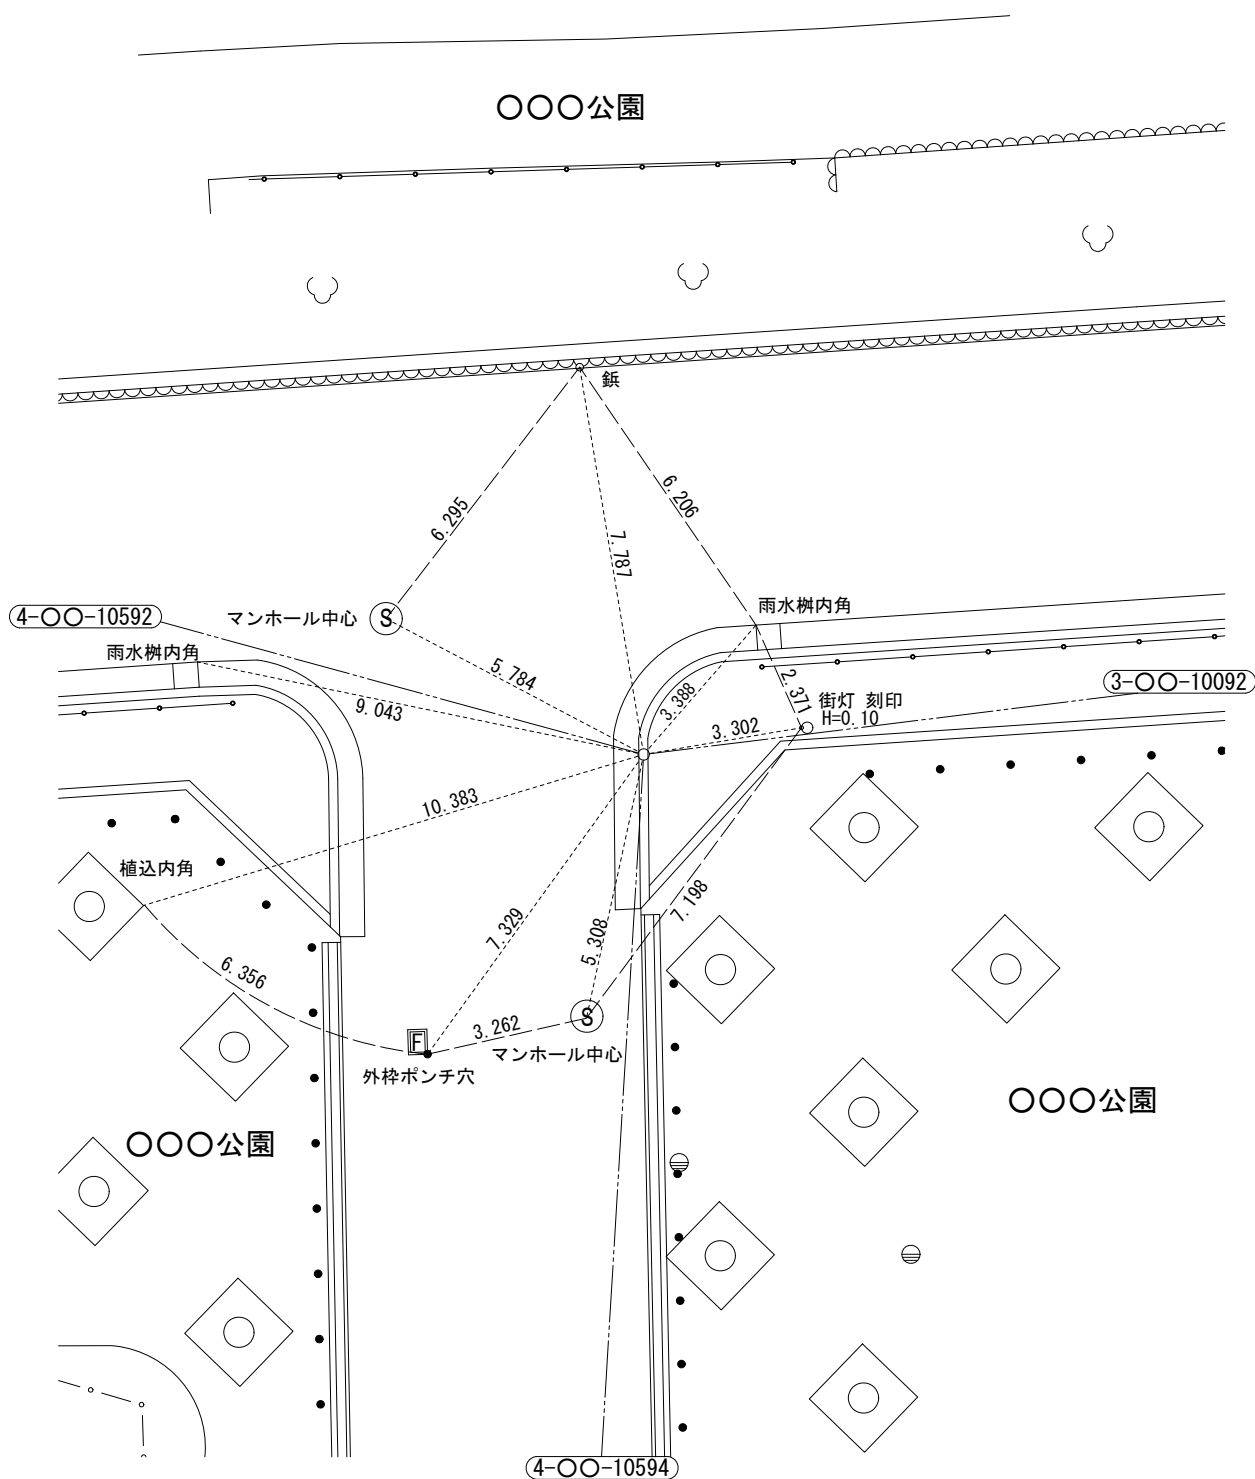 〇〇〇公園
鋲
6.295
6.206
7.787
4-〇〇-10592
マンホール中心
S
雨水桝内角
雨水桝内角
5.784
9.043
3.388
2.371
3-〇〇-10092
街灯 刻印
H=0.10
3.302
10.383
植込内角
7.198
7.329
5.308
6.356
3.262
S
F
マンホール中心
外枠ポンチ穴
〇〇〇公園
〇〇〇公園
4-〇〇-10594